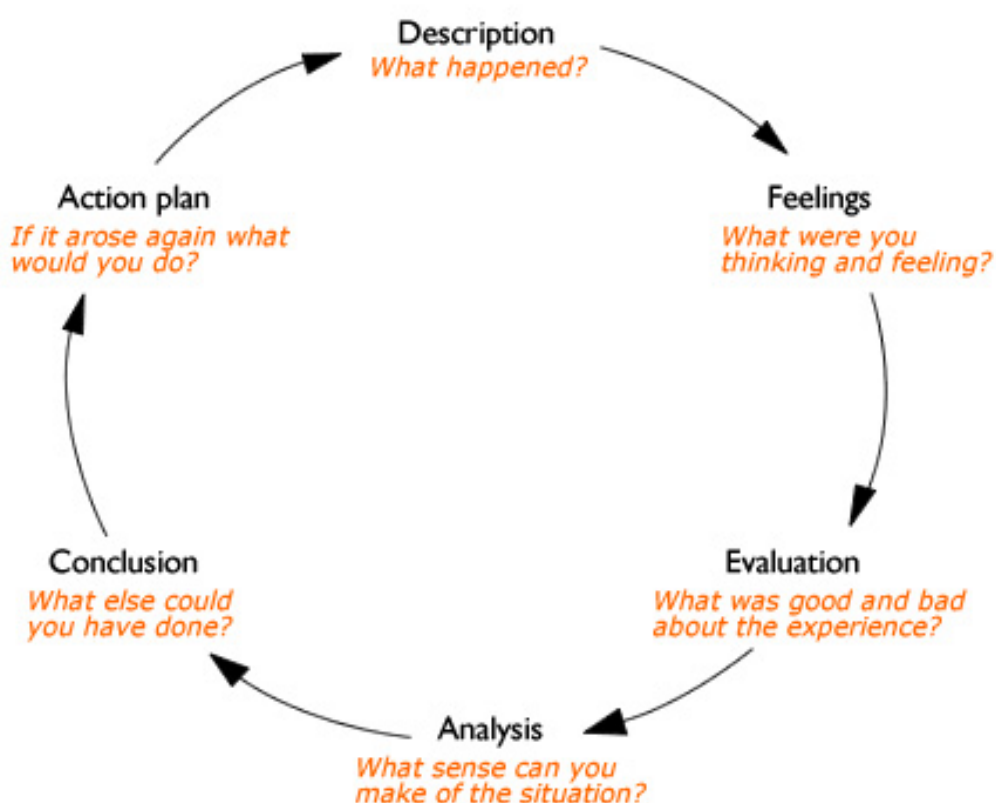 Description
What happened?
Feelings
What were you
thinking and feeling?
Evaluation
What was good and bad
about the experience?
Analysis
What sense can you
make of the situation?
Conclusion
What else could
you have done?
Action plan
If it arose again what
would you do?